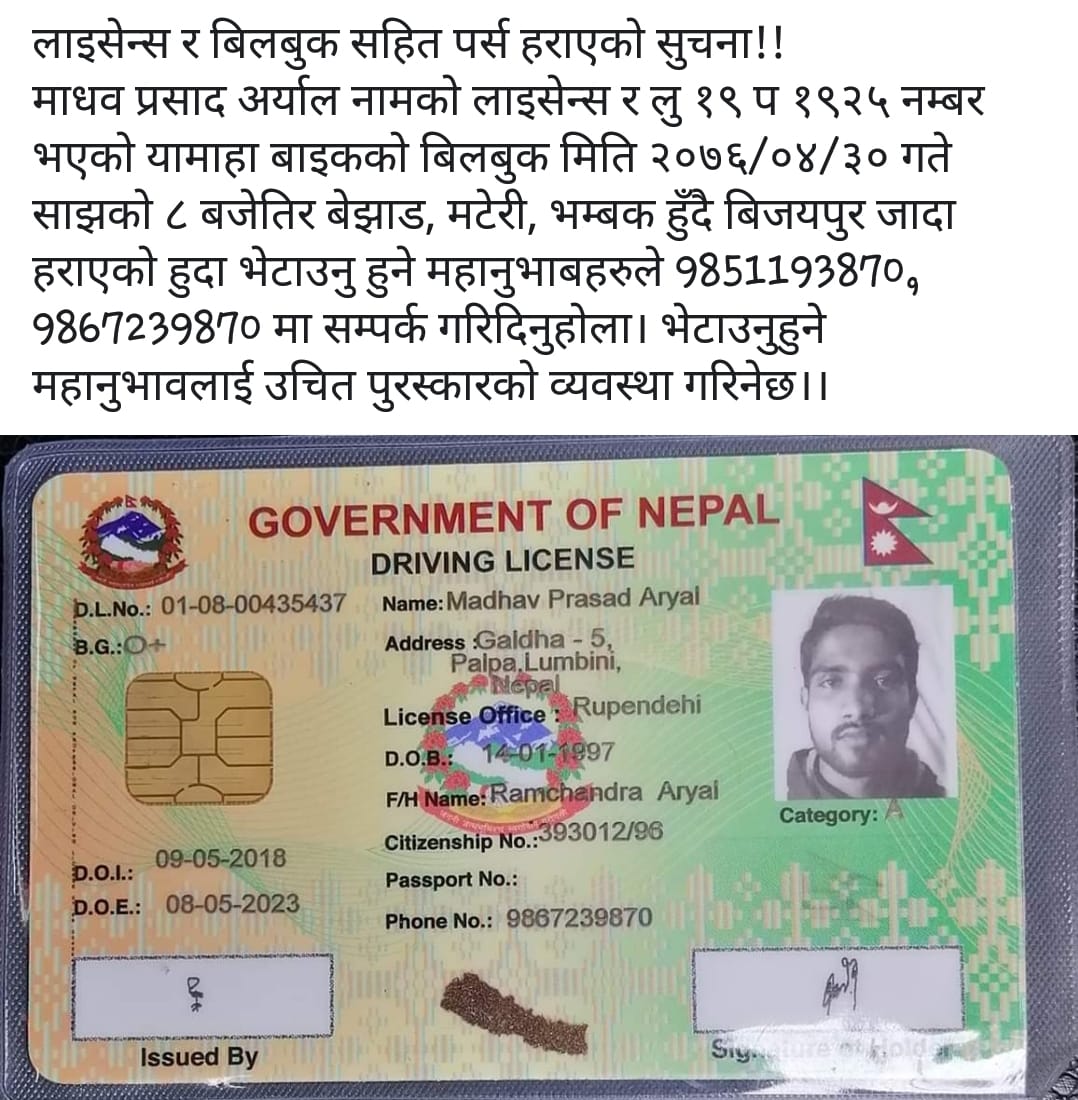 लाइसेन्स र बिलबुक सहित पर्स हराएको सुचना!!
माधव प्रसाद अर्याल नामको लाइसेन्स र लु १९ प १९२५ नम्बर
भएको यामाहा बाइकको बिलबुक मिति २०७६/०४/३० गते
साझको ८ बजेतिर बेझाड, मटेरी, भम्बक हुँदै बिजयपुर जादा
हराएको हुदा भेटाउनु हुने महानुभाबहरुले 9851193870,
9867239870 मा सम्पर्क गरिदिनुहोला। भेटाउनुहुने
महानुभावलाई उचित पुरस्कारको व्यवस्था गरिनेछ।।
GOVERNMENT OF NEPAL
DRIVING LICENSE
D.L.No.: 01-08-00435437
B.G.:O+
Name:Madhav Prasad Aryal
Address :Galdha - 5,
Palpa,Lumbini,
Nepal
License Office : Rupendehi
D.O.B.: 14-01-1997
F/H Name:Ramchandra Aryal
Citizenship No.:393012/96
Passport No.:
Phone No.: 9867239870
Category: A
D.O.I.: 09-05-2018
D.O.E.: 08-05-2023
Issued By
Signature of Holder